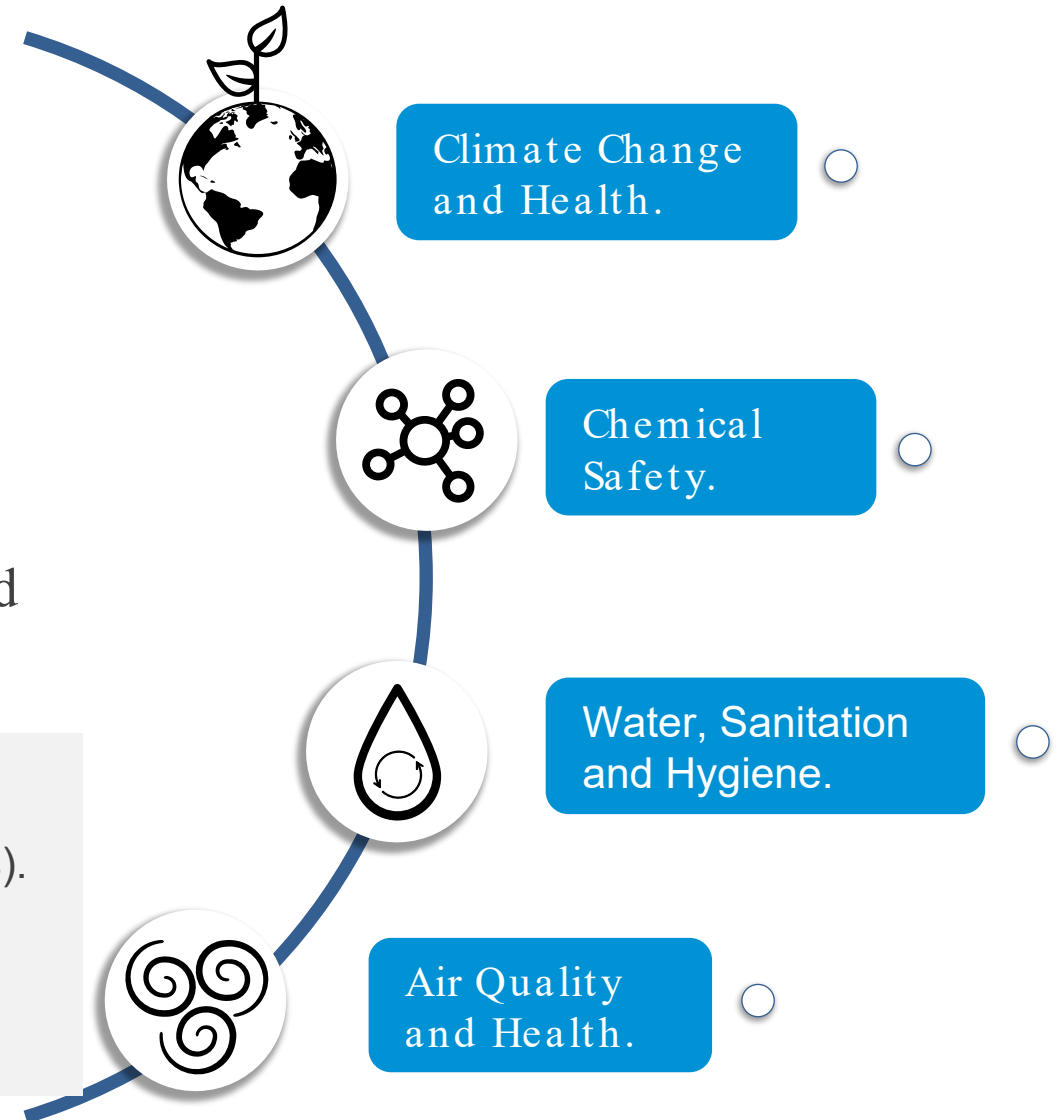 Climate Change
and Health.
Chemical
Safety.
d
Water, Sanitation
and Hygiene.
).
Air Quality
and Health.